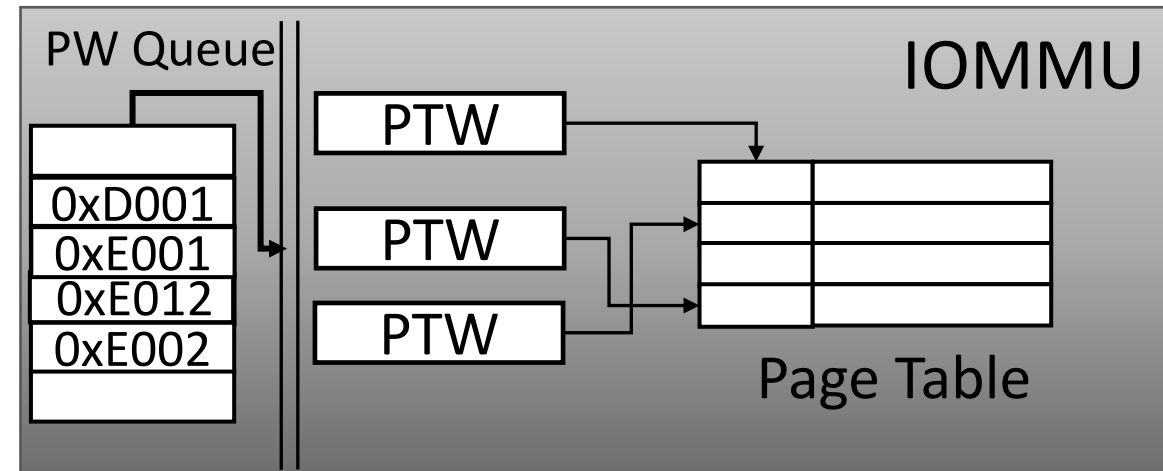 PW Queue
IOMMU
0xD001
0xE001
0xE012
0xE002
PTW
PTW
PTW
Page Table